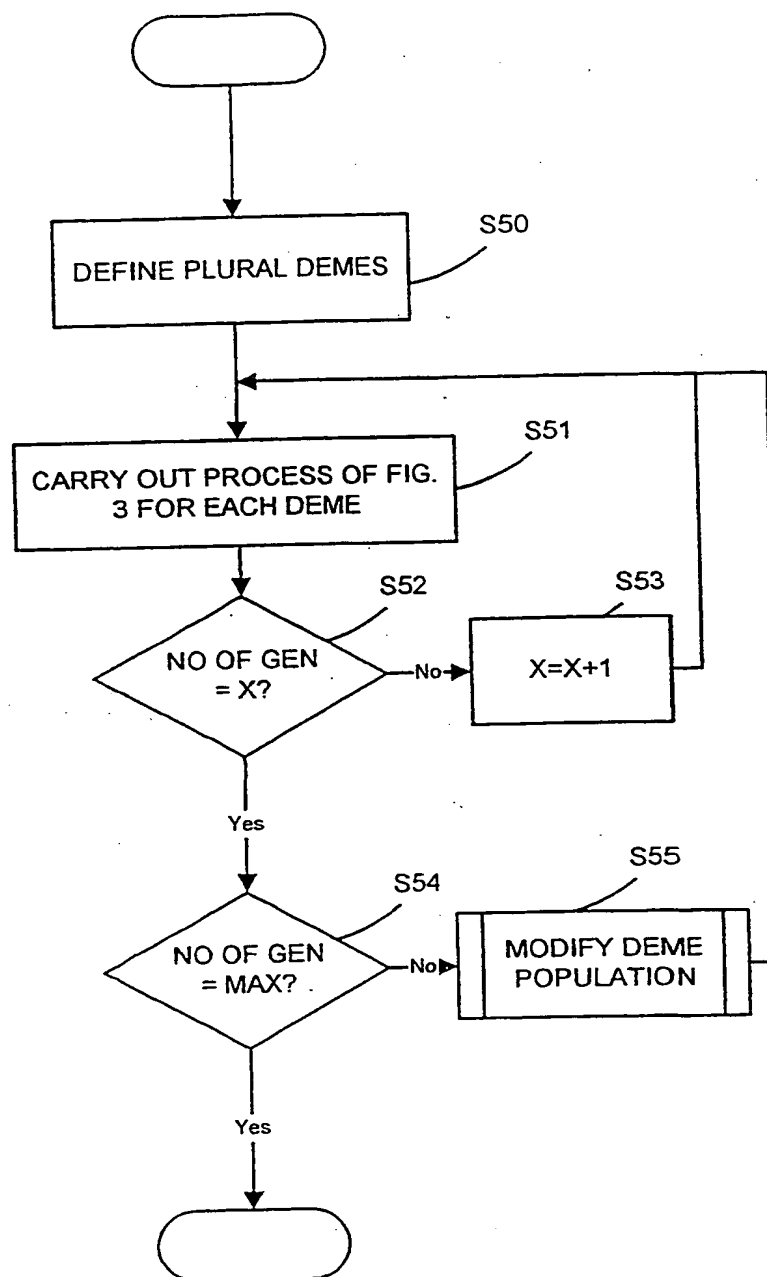 S50
DEFINE PLURAL DEMES
S51
CARRY OUT PROCESS OF FIG.
3 FOR EACH DEME
S52
NO OF GEN
= X?
No
S53
X=X+1
Yes
S54
NO OF GEN
= MAX?
No
S55
MODIFY DEME
POPULATION
Yes